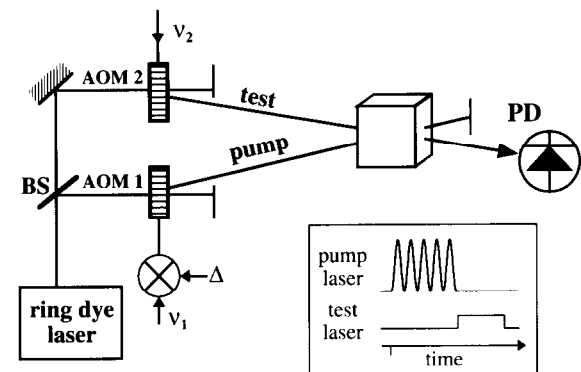 ν₂
AOM 2
test
PD
pump
BS
AOM 1
Δ
ring dye
laser
ν₁
pump
laser
test
laser
time